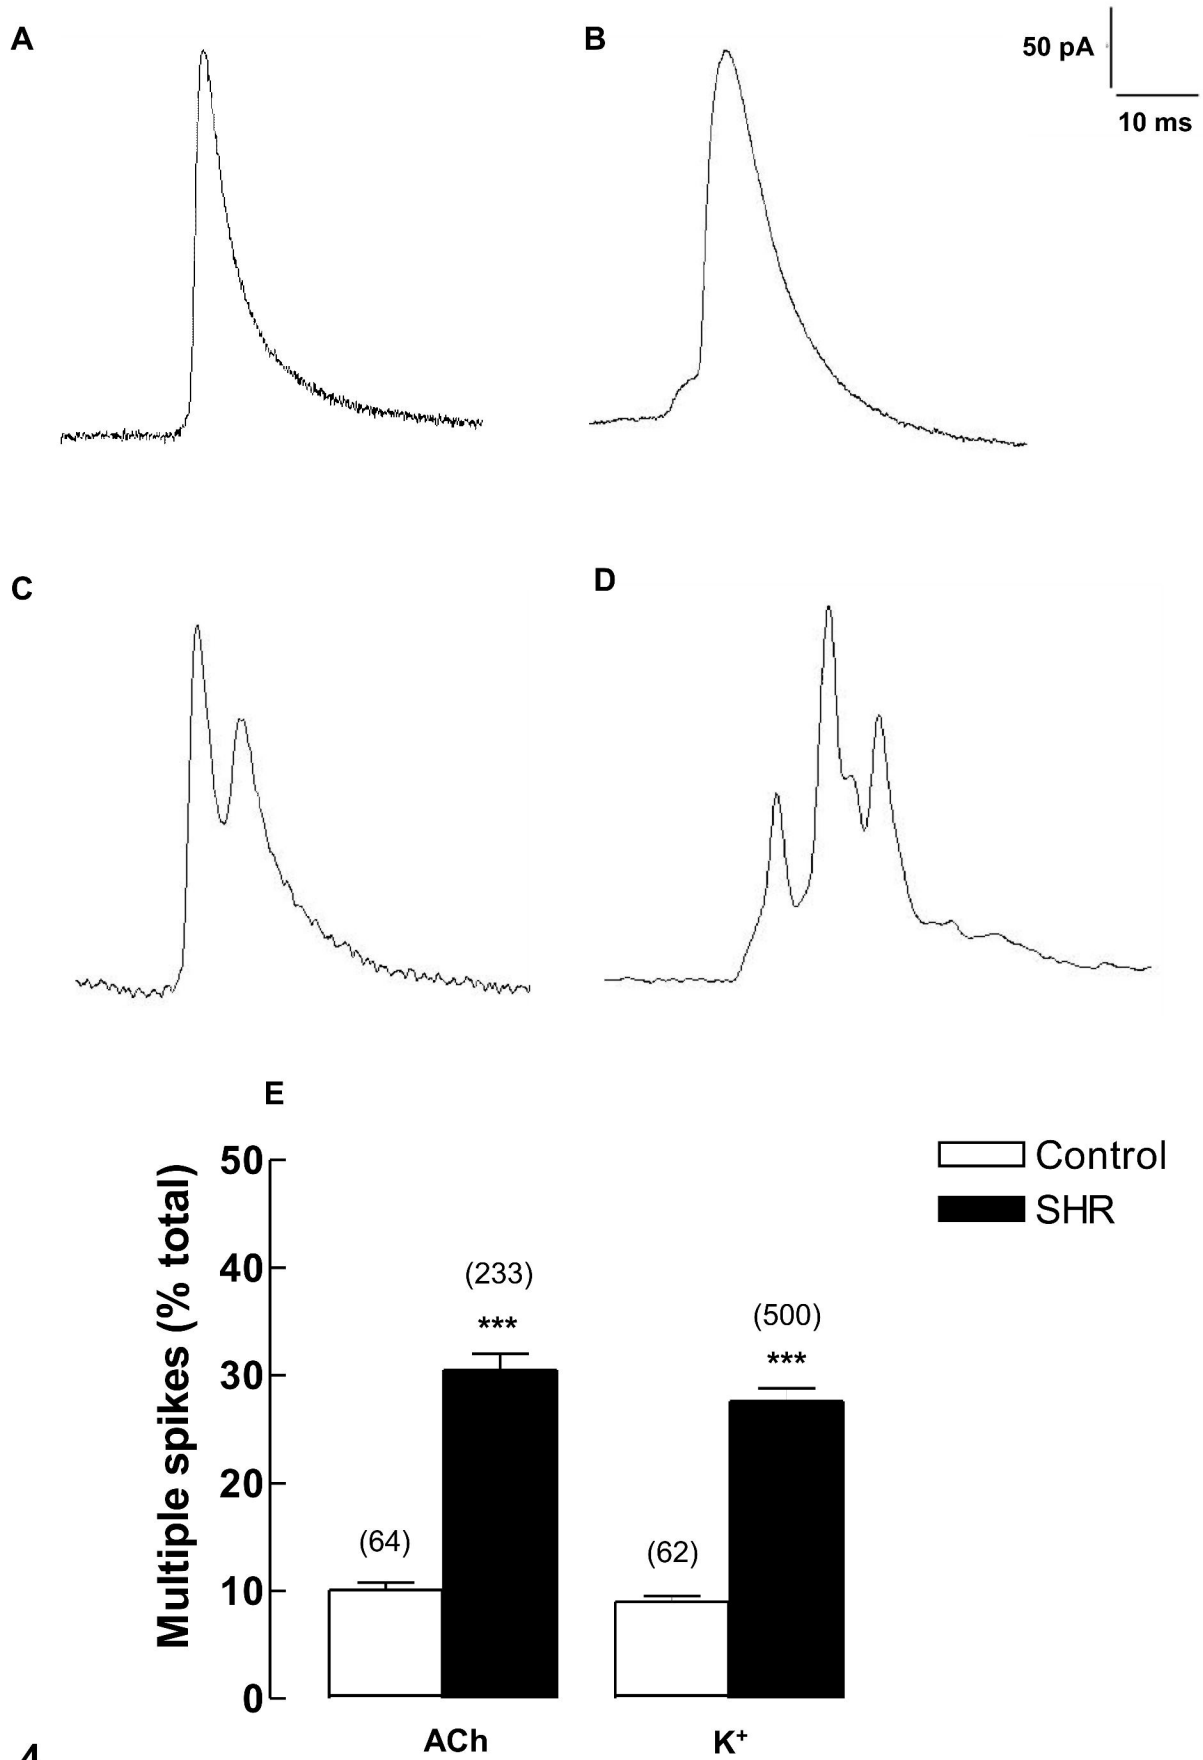 A
B
50 pA
10 ms
C
D
E
Multiple spikes (% total)
50
40
30
20
10
0
Control
SHR
(233)
***
(500)
***
(64)
(62)
ACh
K⁺
4